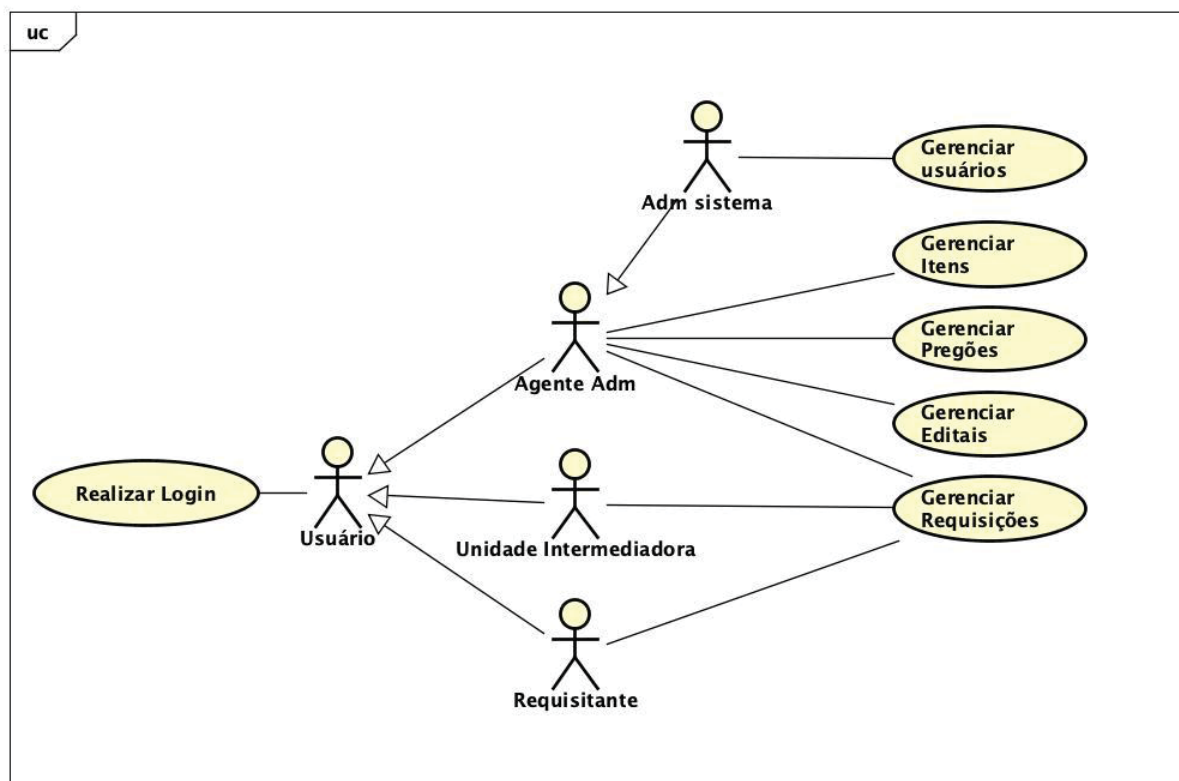 uc
Adm sistema
Gerenciar
usuários
Gerenciar
Itens
Gerenciar
Pregões
Agente Adm
Gerenciar
Editais
Realizar Login
Usuário
Unidade Intermediadora
Gerenciar
Requisições
Requisitante